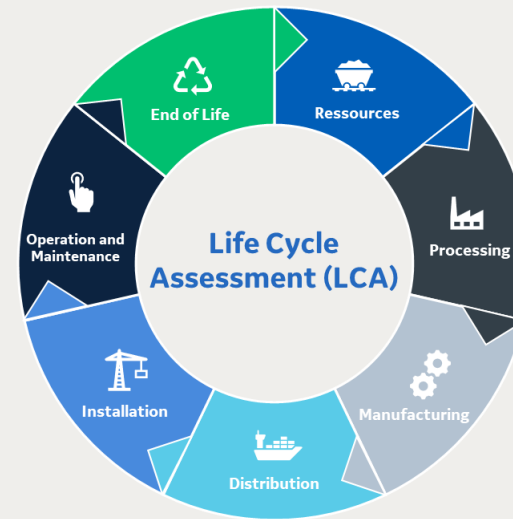 Life Cycle
Assessment (LCA)
Ressources
Processing
Manufacturing
Distribution
Installation
Operation and
Maintenance
End of Life